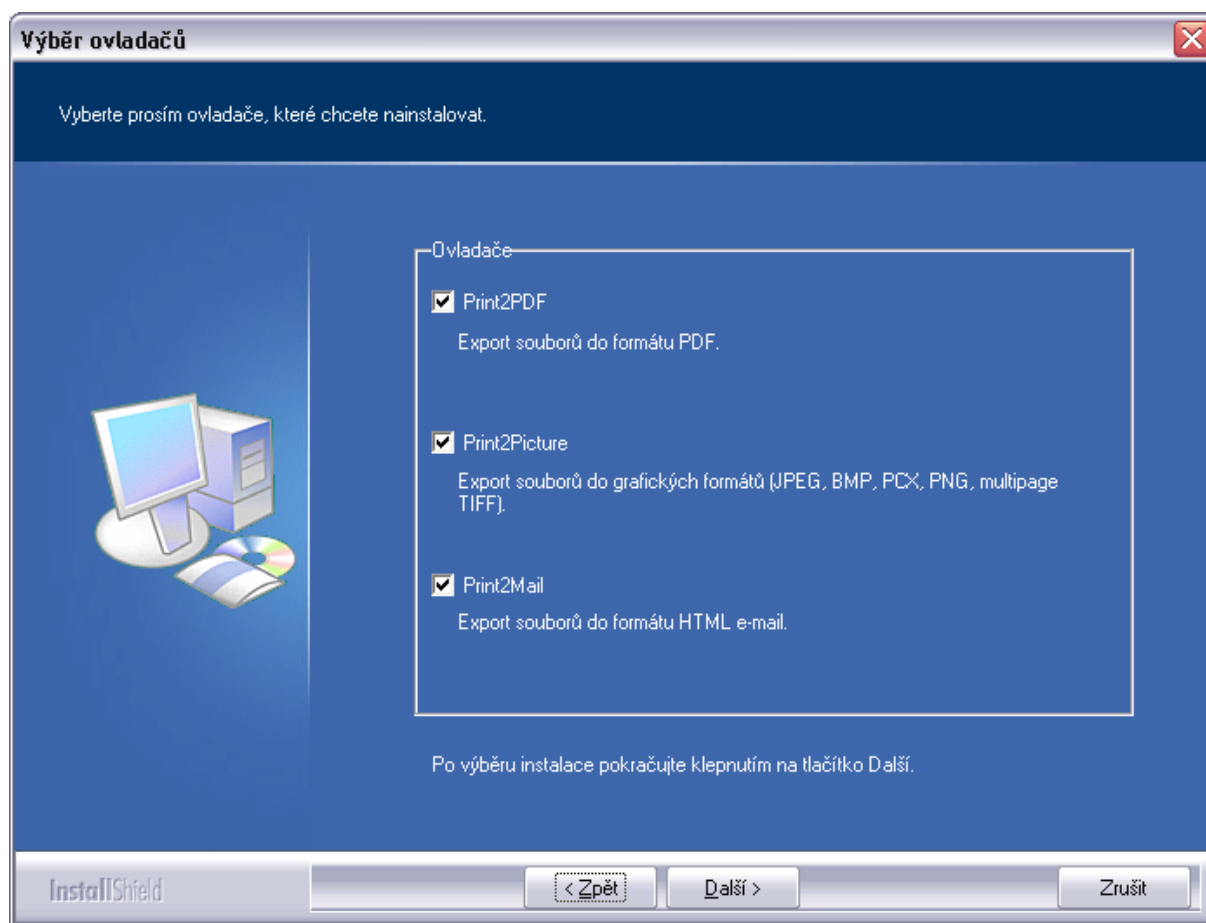 Výběr ovladačů
Vyberte prosím ovladače, které chcete nainstalovat.
Ovladače
Print2PDF
Export souborů do formátu PDF.
Print2Picture
Export souborů do grafických formátů (JPEG, BMP, PCX, PNG, multipage
TIFF).
Print2Mail
Export souborů do formátu HTML e-mail.
Po výběru instalace pokračujte klepnutím na tlačítko Další.
InstallShield
< Zpět
Další >
Zrušit